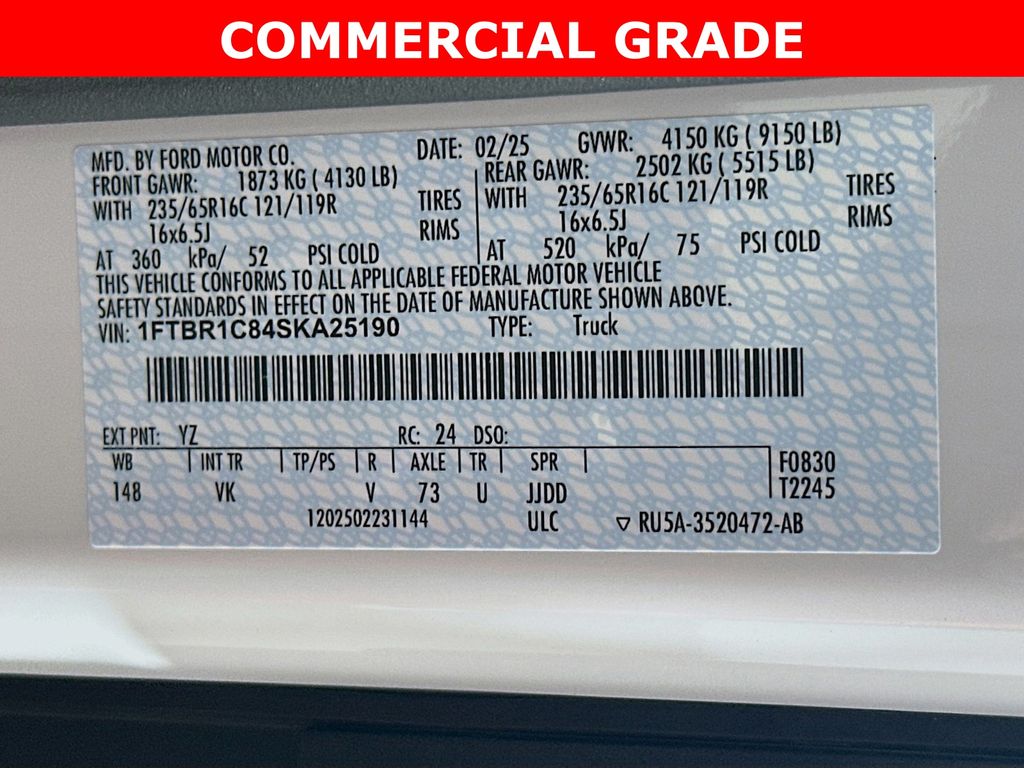 COMMERCIAL GRADE
MFD. BY FORD MOTOR CO. DATE: 02/25 GVWR: 4150 KG ( 9150 LB)
FRONT GAWR: 1873 KG ( 4130 LB) REAR GAWR: 2502 KG ( 5515 LB)
WITH 235/65R16C 121/119R TIRES WITH 235/65R16C 121/119R TIRES
16x6.5J RIMS 16x6.5J RIMS
AT 360 kPa/ 52 PSI COLD AT 520 kPa/ 75 PSI COLD
THIS VEHICLE CONFORMS TO ALL APPLICABLE FEDERAL MOTOR VEHICLE
SAFETY STANDARDS IN EFFECT ON THE DATE OF MANUFACTURE SHOWN ABOVE.
VIN: 1FTBR1C84SKA25190 TYPE: Truck
EXT PNT: YZ RC: 24 DSO:
WB INT TR TP/PS R AXLE TR SPR F0830
148 VK V 73 U JJDD T2245
1202502231144 ULC ▽ RU5A-3520472-AB